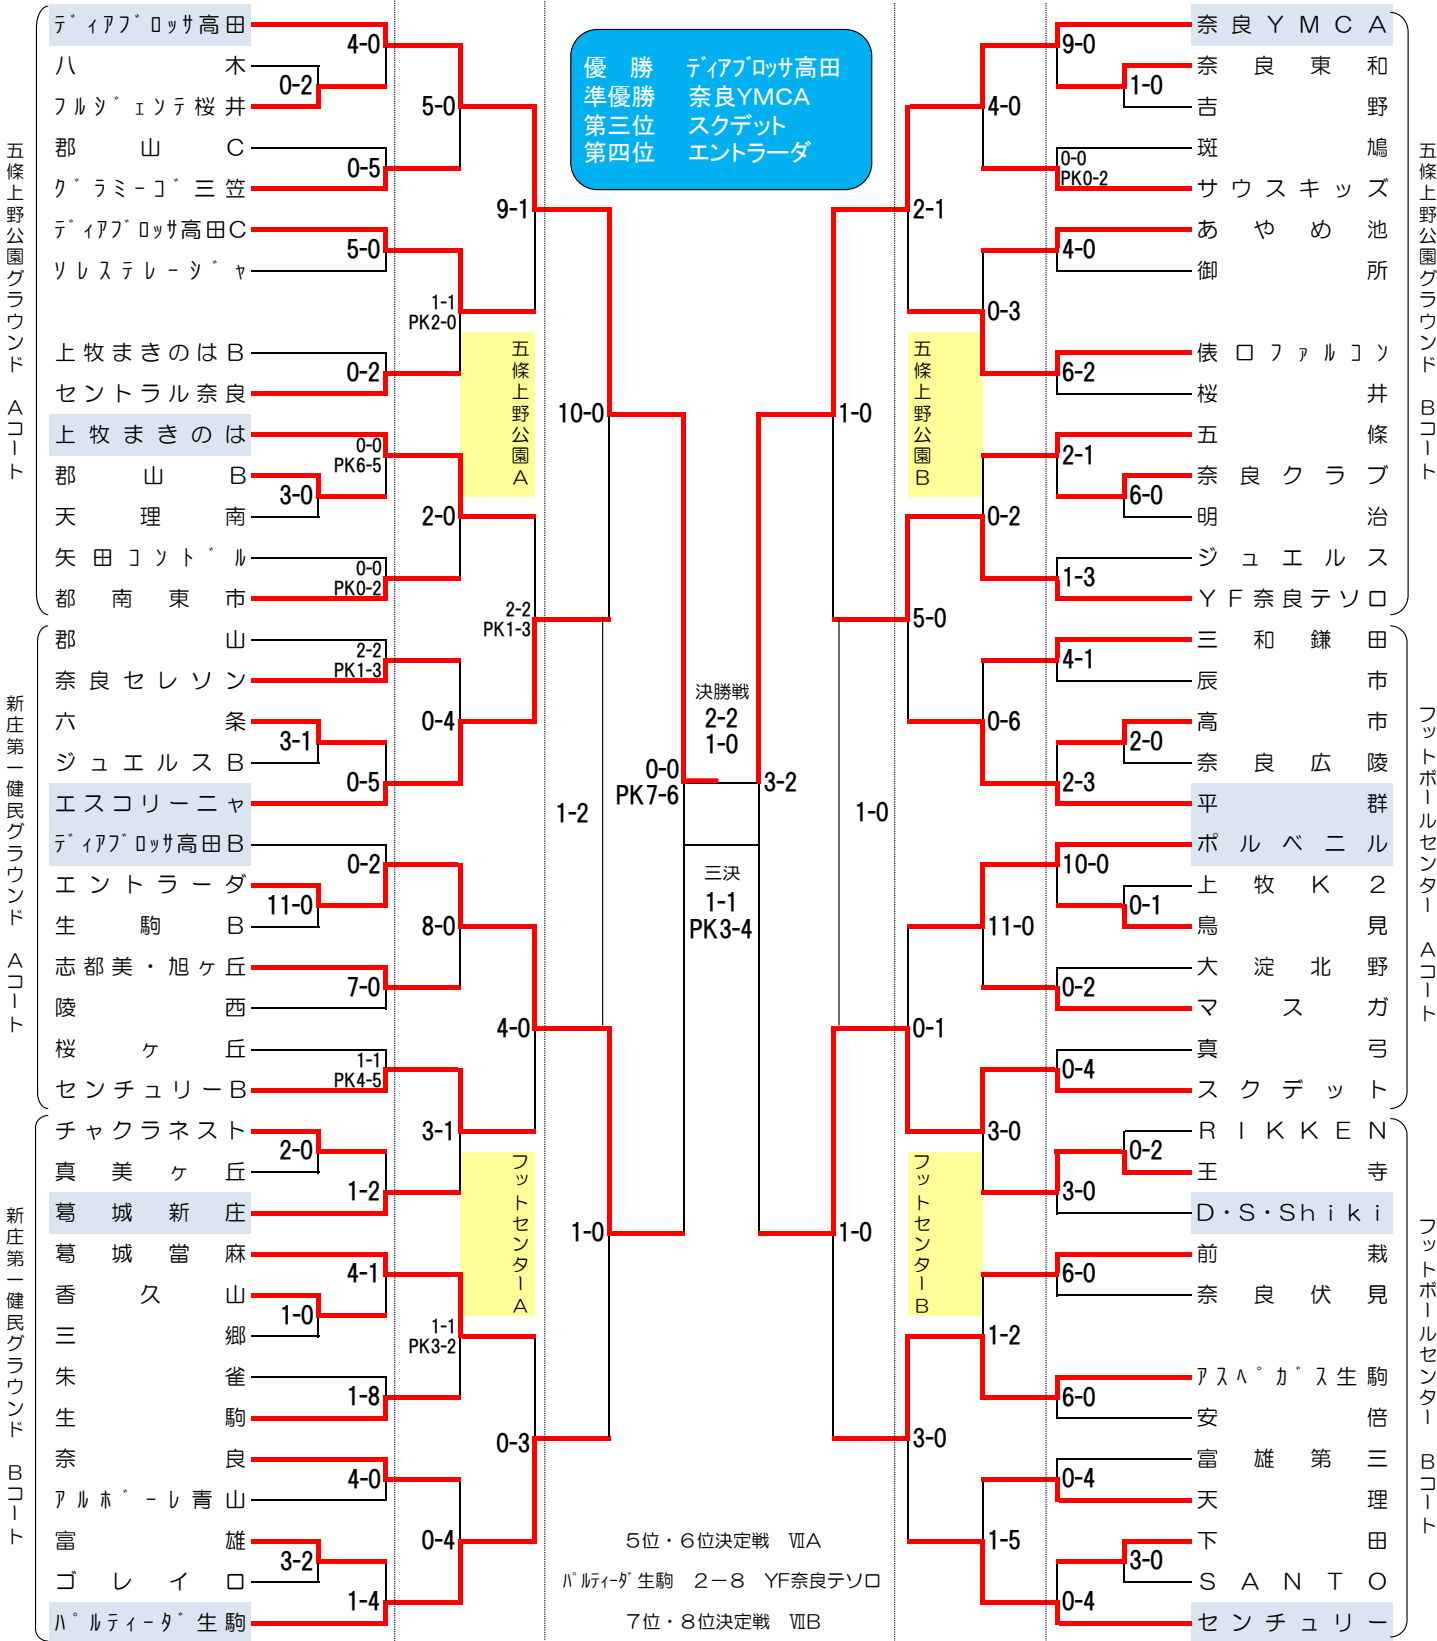 優　勝　ディアブロッサ高田
準優勝　奈良YMCA
第三位　スクデット
第四位　エントラーダ
五條上野公園グラウンド　Aコート
ディアブロッサ高田
4-0
八木
0-2
フルジェンテ桜井
5-0
郡山C
0-5
グラミーゴ三笠
9-1
ディアブロッサ高田C
5-0
ソレステレージャ
1-1
PK2-0
上牧まきのはB
0-2
セントラル奈良
五條上野公園A
10-0
上牧まきのは
0-0
PK6-5
郡山B
3-0
天理南
2-0
矢田コンドル
0-0
PK0-2
都南東市
2-2
PK1-3
新庄第一健民グラウンド　Aコート
郡山
2-2
PK1-3
奈良セレソン
0-4
六条
3-1
ジュエルスB
0-5
エスコリーニャ
1-2
ディアブロッサ高田B
0-2
エントラーダ
11-0
生駒B
8-0
志都美・旭ヶ丘
7-0
陵西
4-0
桜ヶ丘
1-1
PK4-5
センチュリーB
3-1
新庄第一健民グラウンド　Bコート
チャクラネスト
2-0
真美ヶ丘
1-2
葛城新庄
フットセンターA
1-0
葛城當麻
4-1
香久山
1-0
三郷
1-1
PK3-2
朱雀
1-8
生駒
0-3
奈良
4-0
アルボーレ青山
0-4
富雄
3-2
ゴレイロ
1-4
パルティーダ生駒
決勝戦
2-2
1-0
0-0
PK7-6
3-2
三決
1-1
PK3-4
5位・6位決定戦　ⅦA
パルティーダ生駒　2－8　YF奈良テソロ
7位・8位決定戦　ⅦB
五條上野公園グラウンド　Bコート
奈良YMCA
9-0
奈良東和
1-0
吉野
4-0
斑鳩
0-0
PK0-2
サウスキッズ
2-1
あやめ池
4-0
御所
0-3
俵口ファルコン
6-2
桜井
五條上野公園B
1-0
五條
2-1
奈良クラブ
6-0
明治
0-2
ジュエルス
1-3
YF奈良テソロ
5-0
フットボールセンター　Aコート
三和鎌田
4-1
辰市
0-6
高市
2-0
奈良広陵
2-3
平群
1-0
ポルベニル
10-0
上牧K2
0-1
鳥見
11-0
大淀北野
0-2
マスガ
0-1
真弓
0-4
スクデット
3-0
フットボールセンター　Bコート
RIKKEN
0-2
王寺
3-0
D・S・Shiki
フットセンターB
1-0
前栽
6-0
奈良伏見
1-2
アスペガス生駒
6-0
安倍
3-0
富雄第三
0-4
天理
1-5
下田
3-0
SANTO
0-4
センチュリー